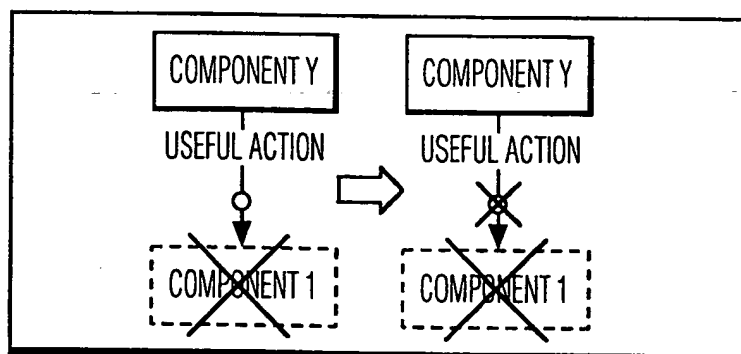 COMPONENT Y
USEFUL ACTION
COMPONENT 1
COMPONENT Y
USEFUL ACTION
COMPONENT 1